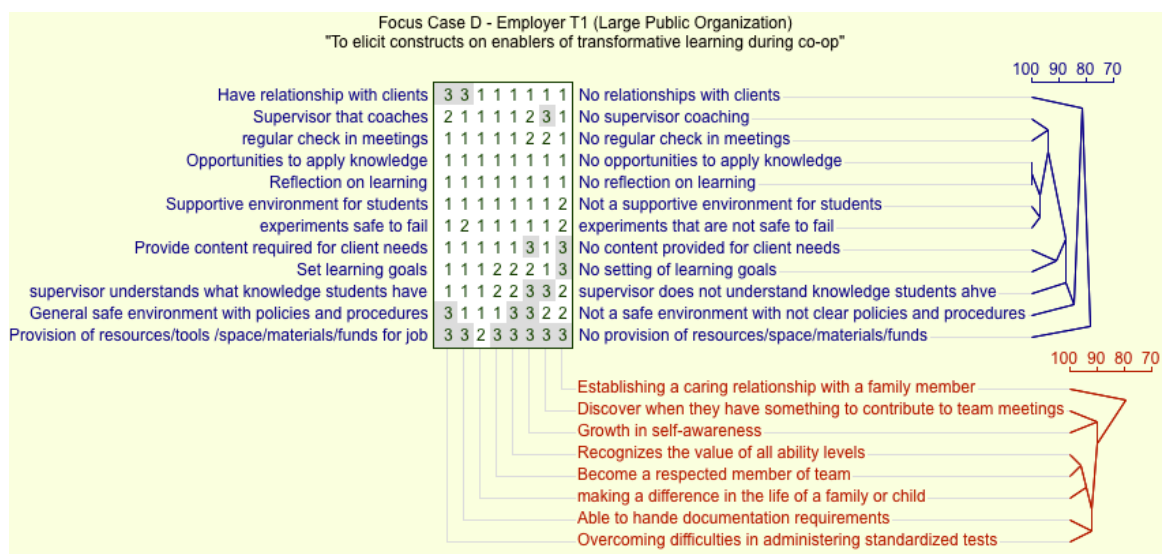 Focus Case D - Employer T1 (Large Public Organization)
"To elicit constructs on enablers of transformative learning during co-op"
100 90 80 70
Have relationship with clients 3 3 1 1 1 1 1 1 No relationships with clients
Supervisor that coaches 2 1 1 1 1 2 3 1 No supervisor coaching
regular check in meetings 1 1 1 1 1 2 2 1 No regular check in meetings
Opportunities to apply knowledge 1 1 1 1 1 1 1 1 No opportunities to apply knowledge
Reflection on learning 1 1 1 1 1 1 1 1 No reflection on learning
Supportive environment for students 1 1 1 1 1 1 1 2 Not a supportive environment for students
experiments safe to fail 1 2 1 1 1 1 1 2 experiments that are not safe to fail
Provide content required for client needs 1 1 1 1 1 3 1 3 No content provided for client needs
Set learning goals 1 1 1 2 2 2 1 3 No setting of learning goals
supervisor understands what knowledge students have 1 1 1 2 2 3 3 2 supervisor does not understand knowledge students ahve
General safe environment with policies and procedures 3 1 1 1 3 3 2 2 Not a safe environment with not clear policies and procedures
Provision of resources/tools /space/materials/funds for job 3 3 2 3 3 3 3 3 No provision of resources/space/materials/funds
100 90 80 70
Establishing a caring relationship with a family member
Discover when they have something to contribute to team meetings
Growth in self-awareness
Recognizes the value of all ability levels
Become a respected member of team
making a difference in the life of a family or child
Able to hande documentation requirements
Overcoming difficulties in administering standardized tests